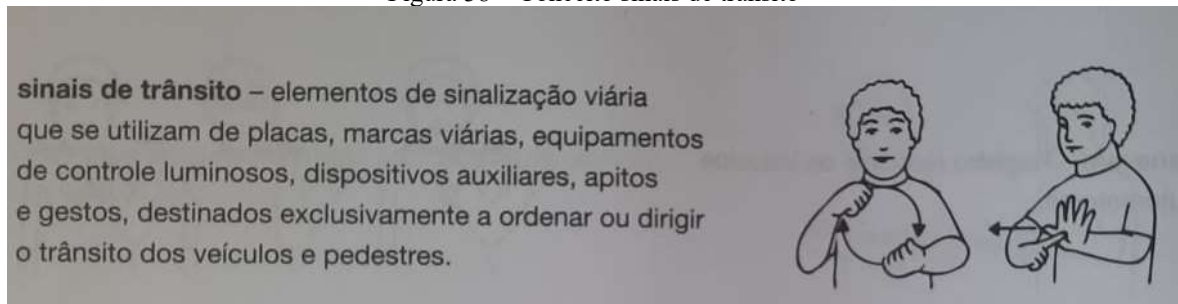 sinais de trânsito – elementos de sinalização viária
que se utilizam de placas, marcas viárias, equipamentos
de controle luminosos, dispositivos auxiliares, apitos
e gestos, destinados exclusivamente a ordenar ou dirigir
o trânsito dos veículos e pedestres.